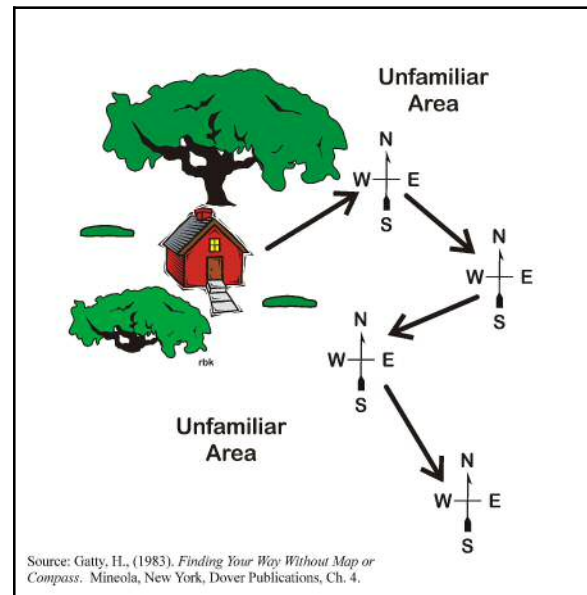 Unfamiliar
Area
N
W E
S
N
W E
S
N
W E
S
rbk
Unfamiliar
Area
N
W E
S
Source: Gatty, H., (1983). Finding Your Way Without Map or
Compass. Mineola, New York, Dover Publications, Ch. 4.